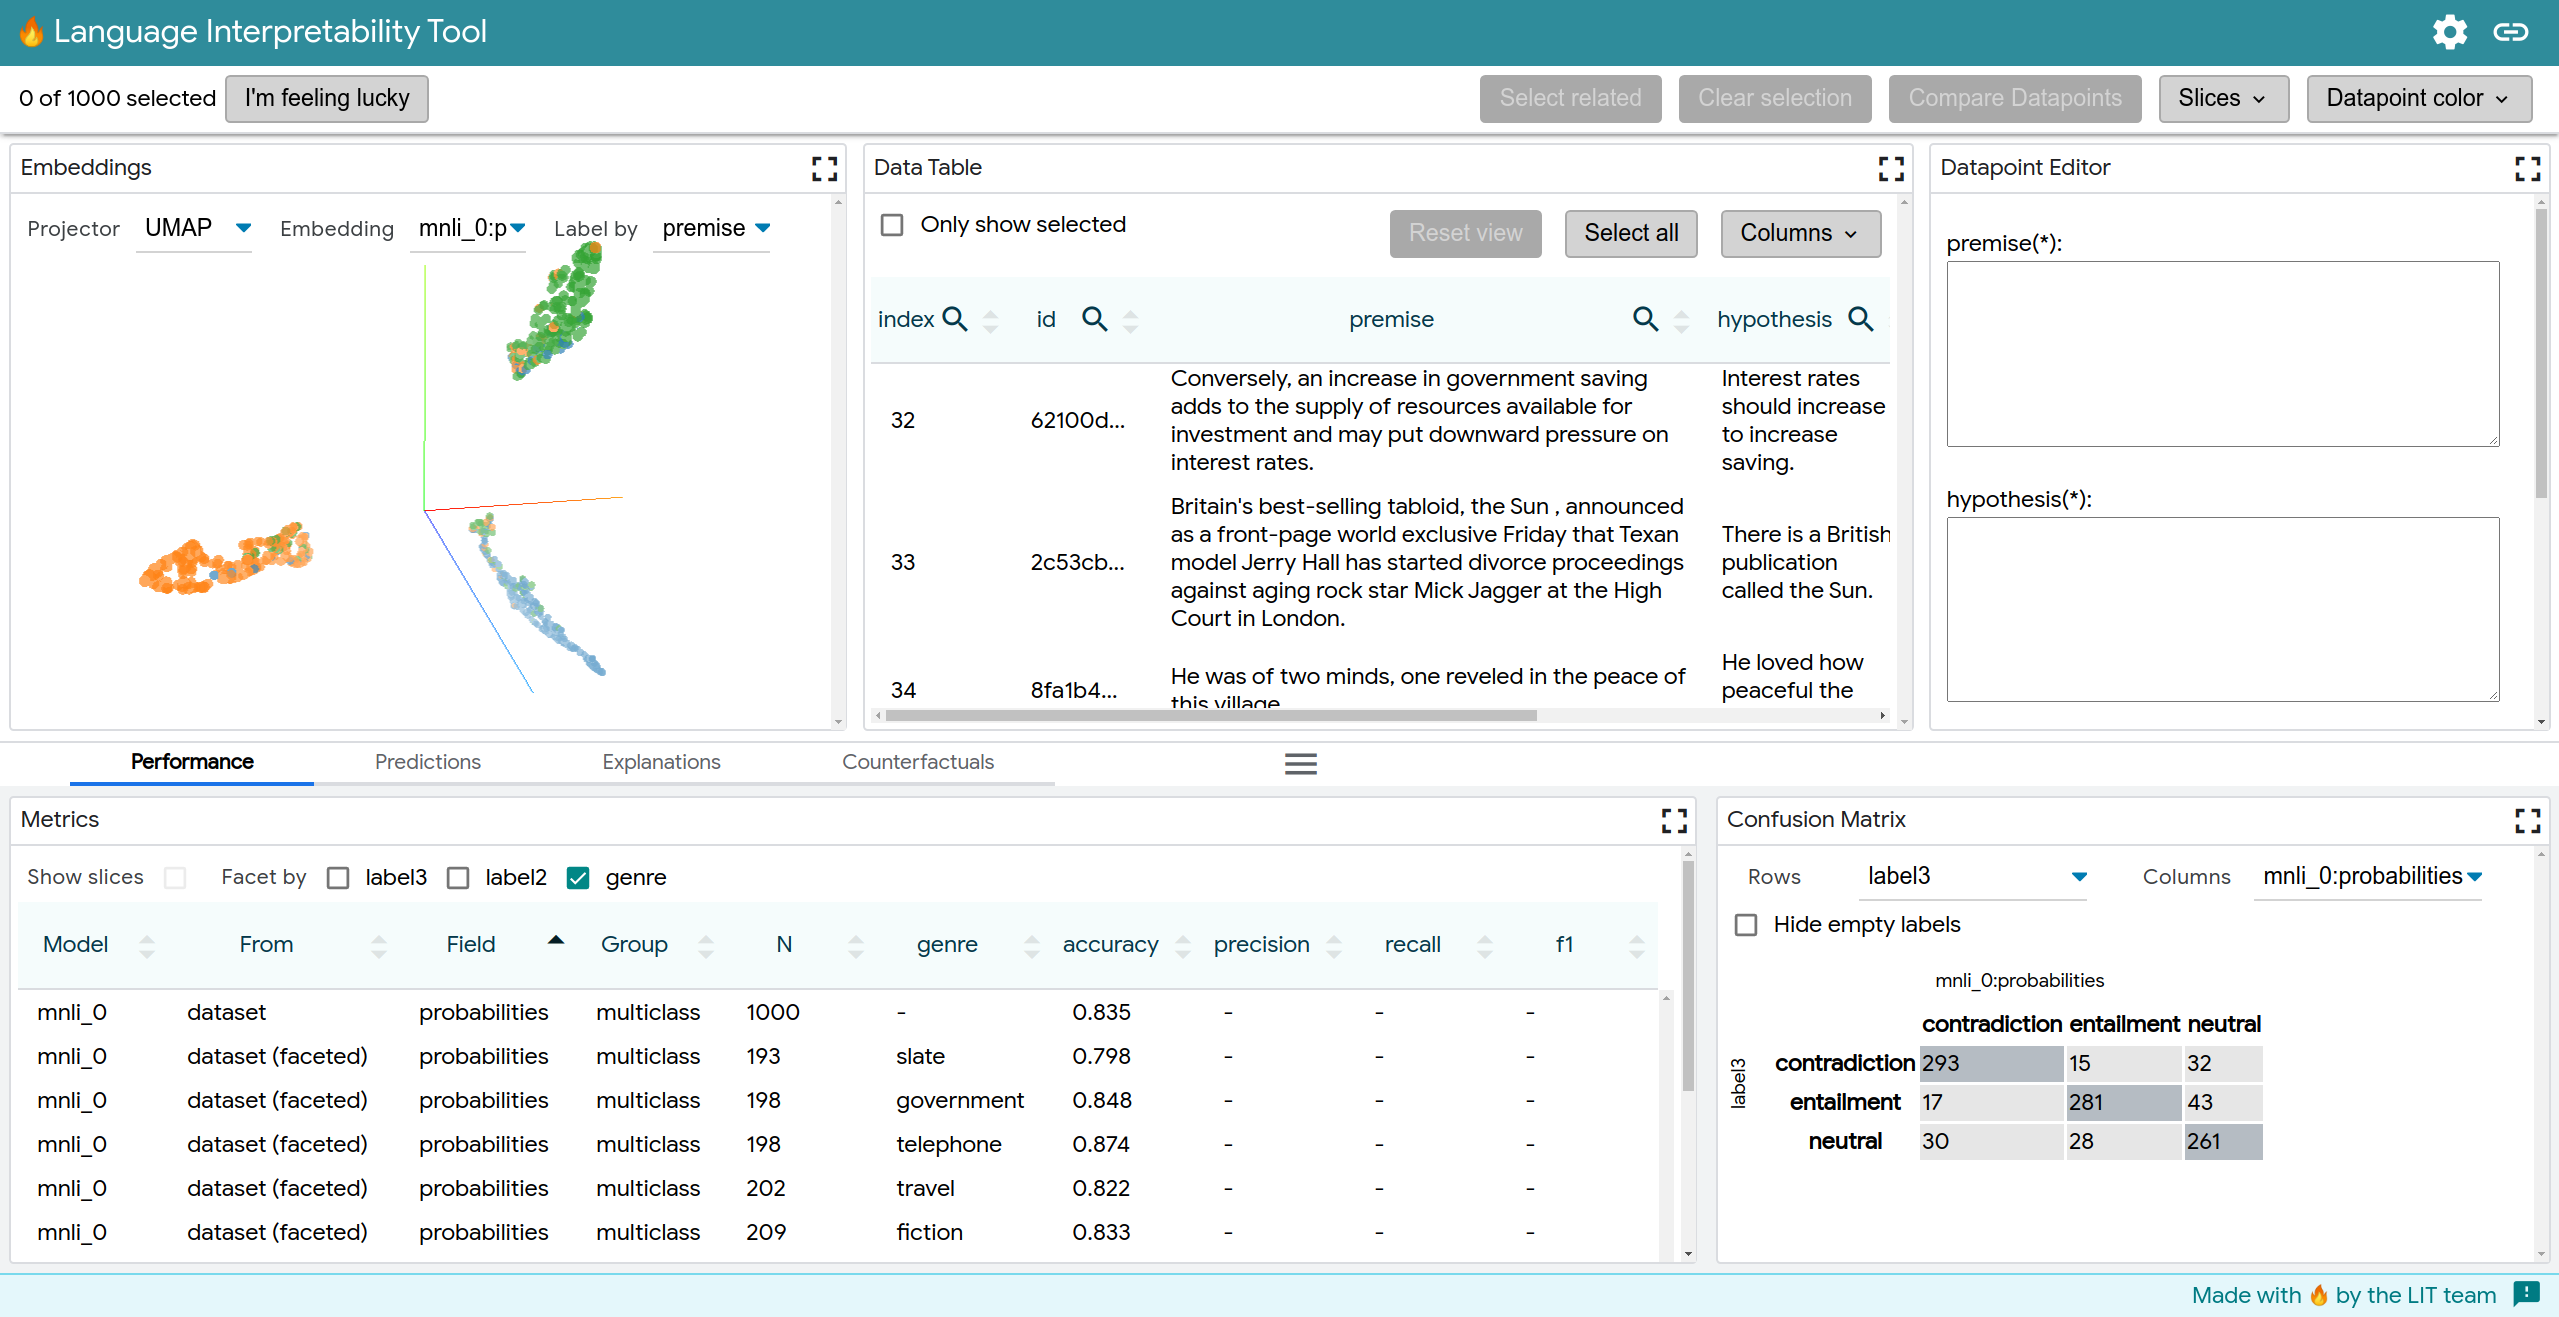 Language Interpretability Tool
0 of 1000 selected I'm feeling lucky Select related Clear selection Compare Datapoints Slices Datapoint color
Embeddings
Projector UMAP Embedding mnli_0:p Label by premise
Data Table
Only show selected Reset view Select all Columns
index id premise hypothesis
32 62100d... Conversely, an increase in government saving
adds to the supply of resources available for
investment and may put downward pressure on
interest rates.
Interest rates
should increase
to increase
saving.
33 2c53cb... Britain's best-selling tabloid, the Sun , announced
as a front-page world exclusive Friday that Texan
model Jerry Hall has started divorce proceedings
against aging rock star Mick Jagger at the High
Court in London.
There is a British
publication
called the Sun.
34 8fa1b4... He was of two minds, one reveled in the peace of
this village
He loved how
peaceful the
Datapoint Editor
premise(*):
hypothesis(*):
Performance Predictions Explanations Counterfactuals
Metrics
Show slices Facet by label3 label2 genre
Model From Field Group N genre accuracy precision recall f1
mnli_0 dataset probabilities multiclass 1000 - 0.835 - - -
mnli_0 dataset (faceted) probabilities multiclass 193 slate 0.798 - - -
mnli_0 dataset (faceted) probabilities multiclass 198 government 0.848 - - -
mnli_0 dataset (faceted) probabilities multiclass 198 telephone 0.874 - - -
mnli_0 dataset (faceted) probabilities multiclass 202 travel 0.822 - - -
mnli_0 dataset (faceted) probabilities multiclass 209 fiction 0.833 - - -
Confusion Matrix
Rows label3 Columns mnli_0:probabilities
Hide empty labels
mnli_0:probabilities
contradiction entailment neutral
label3
contradiction 293 15 32
entailment 17 281 43
neutral 30 28 261
Made with 🔥 by the LIT team